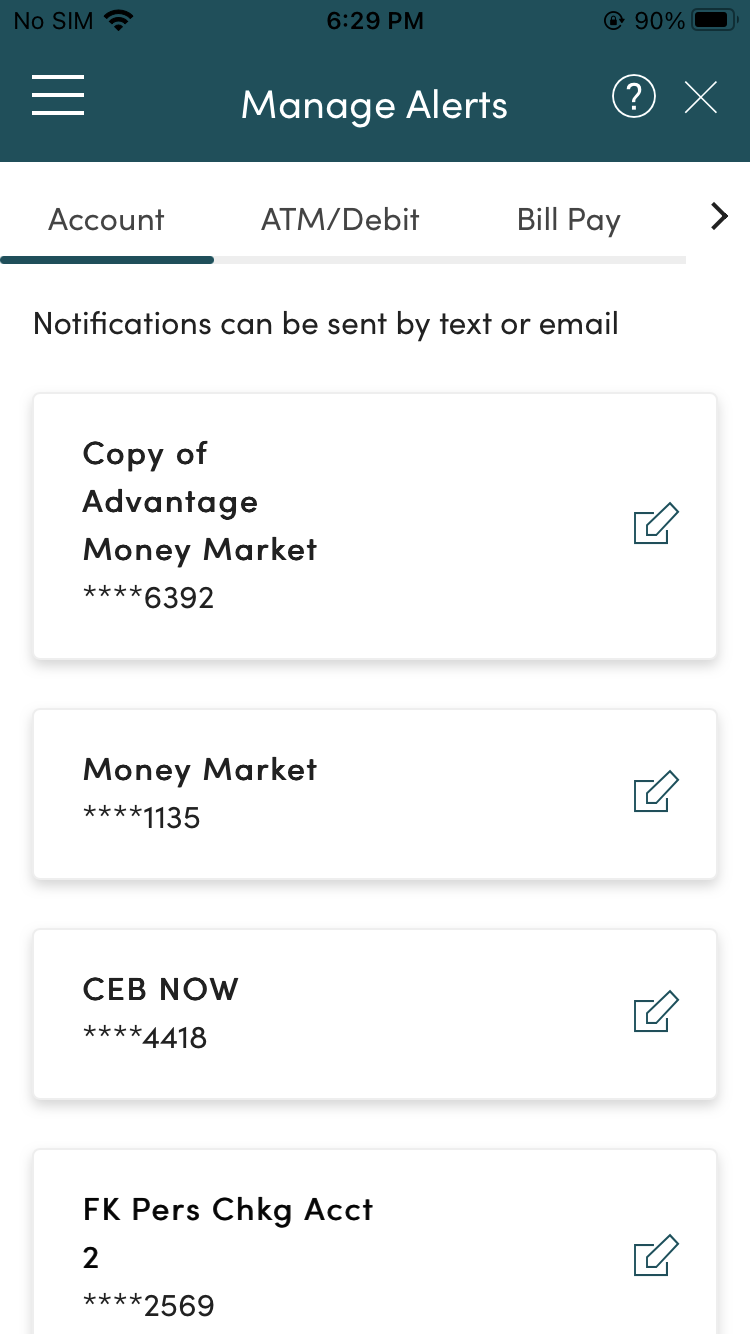 No SIM 6:29 PM 90%
Manage Alerts ?
Account ATM/Debit Bill Pay
Notifications can be sent by text or email
Copy of
Advantage
Money Market
****6392
Money Market
****1135
CEB NOW
****4418
FK Pers Chkg Acct
2
****2569